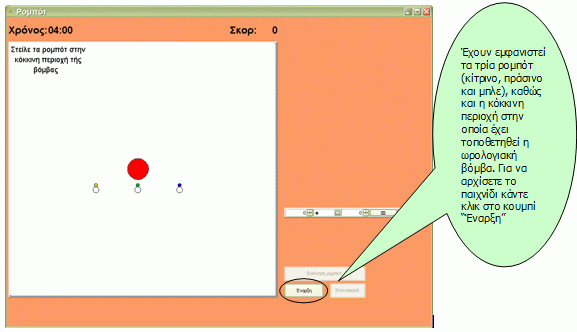 Ρομπότ
Χρόνος:04:00 Σκορ: 0
Στείλε τα ρομπότ στην
κόκκινη περιοχή της
βόμβας
Έχουν εμφανιστεί
τα τρία ρομπότ
(κίτρινο, πράσινο
και μπλε), καθώς
και η κόκκινη
περιοχή στην
οποία έχει
τοποθετηθεί η
ωρολογιακή
βόμβα. Για να
αρχίσετε το
παιχνίδι κάντε
κλικ στο κουμπί
“Έναρξη”
0 + 0 =
Έναρξη